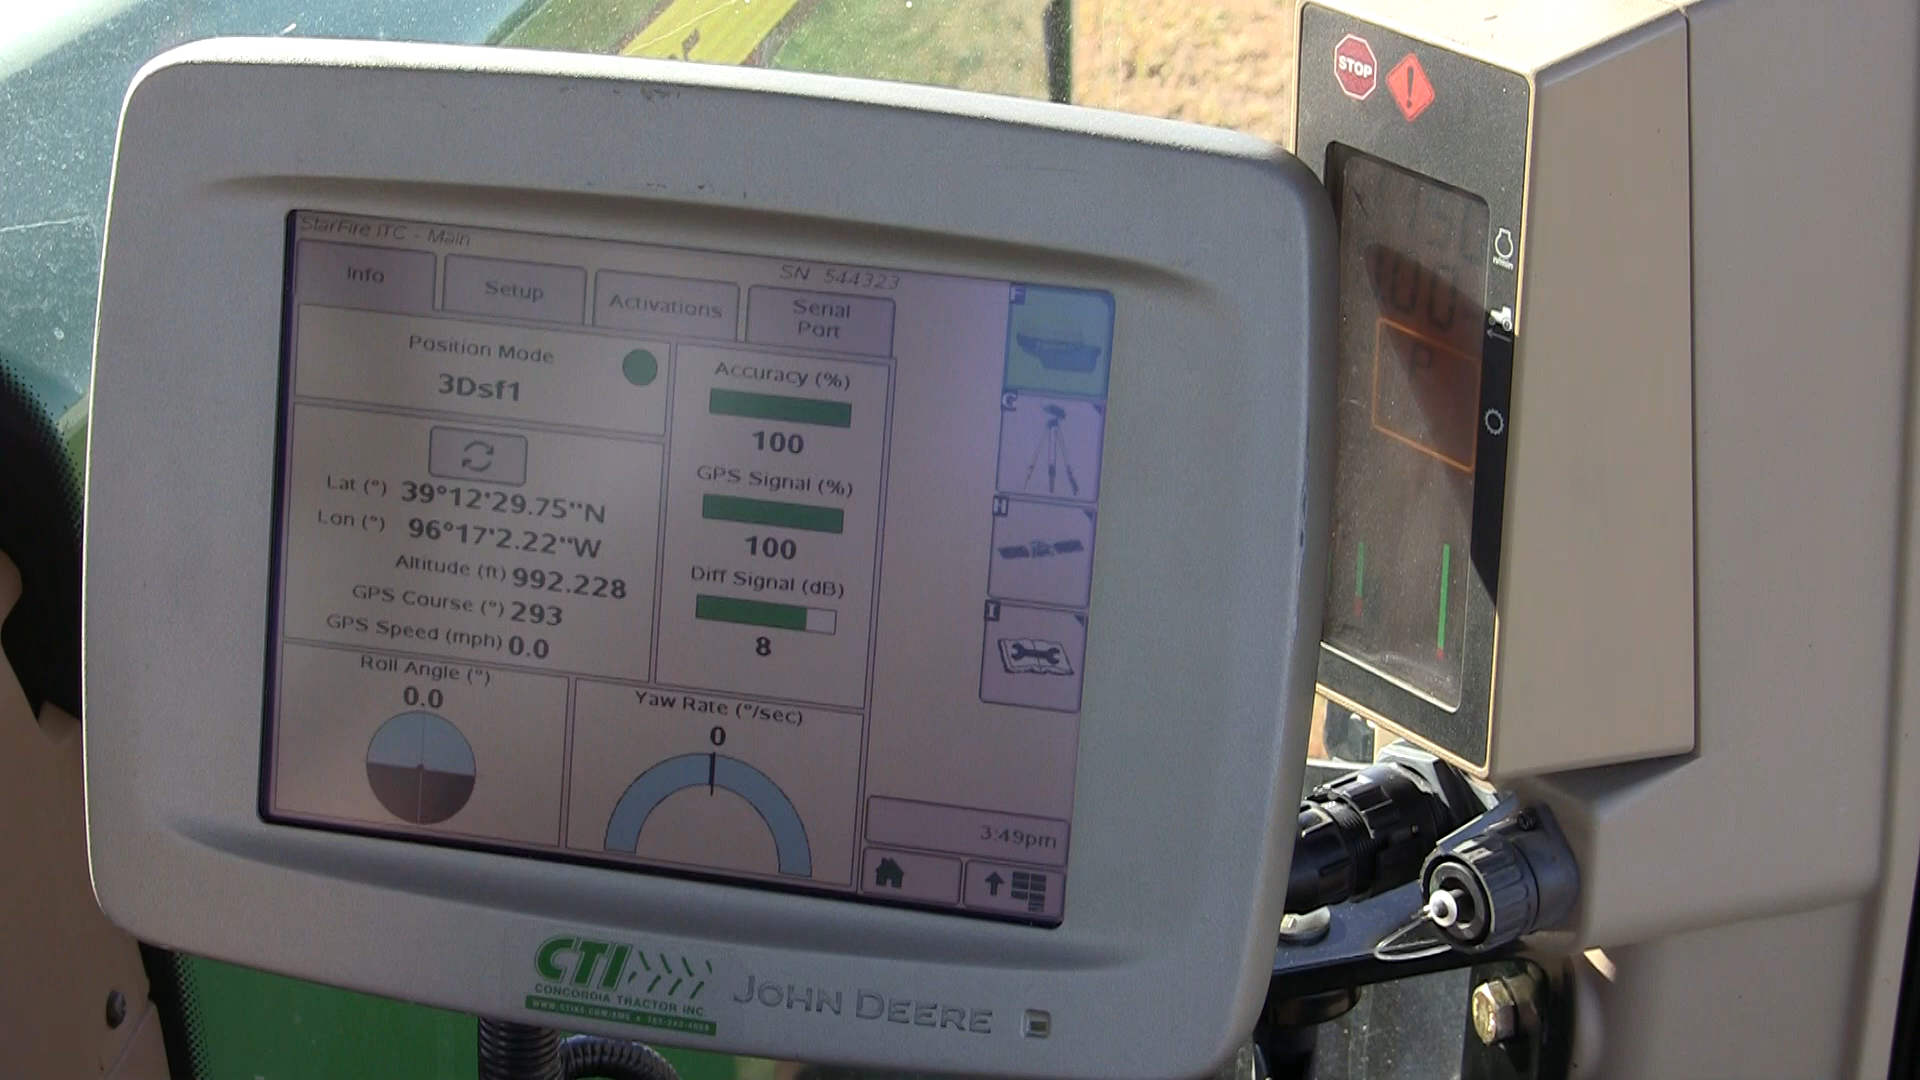 StarFire ITC - Main
SN 544323
Info
Setup
Activations
Serial
Port
Position Mode
3Dsf1
Lat (°) 39°12'29.75"N
Lon (°) 96°17'2.22"W
Altitude (ft) 992.228
GPS Course (°) 293
GPS Speed (mph) 0.0
Accuracy (%)
100
GPS Signal (%)
100
Diff Signal (dB)
8
Roll Angle (°)
0.0
Yaw Rate (°/sec)
0
F
G
H
I
3:49pm
CTI
CONCORDIA TRACTOR INC.
JOHN DEERE
STOP
!
n/min
P